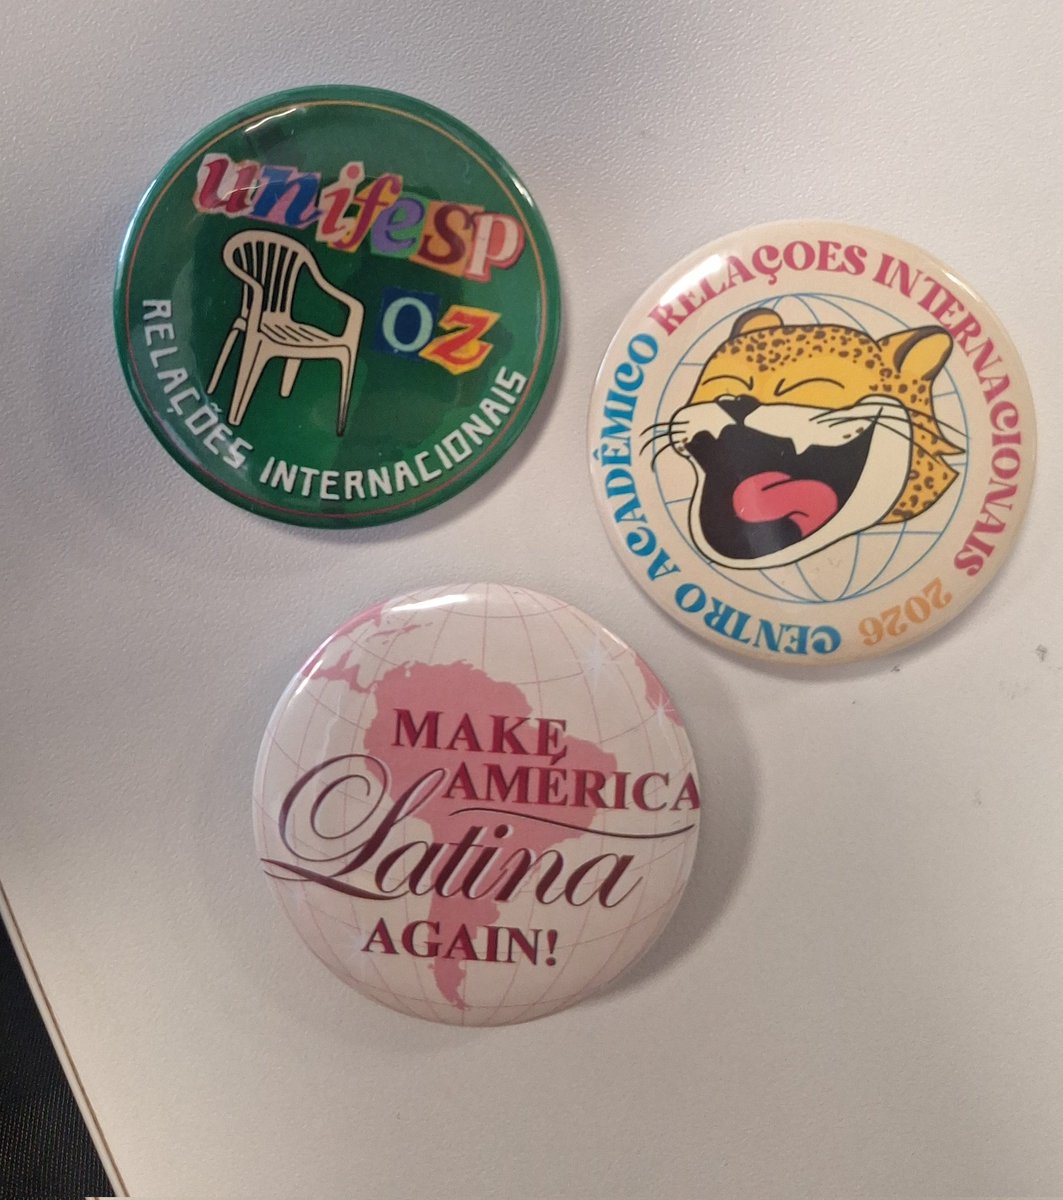 unifesp
OZ
RELAÇÕES INTERNACIONAIS
CENTRO ACADÊMICO RELAÇOES INTERNACIONAIS 2026
MAKE
AMÉRICA
Latina
AGAIN!